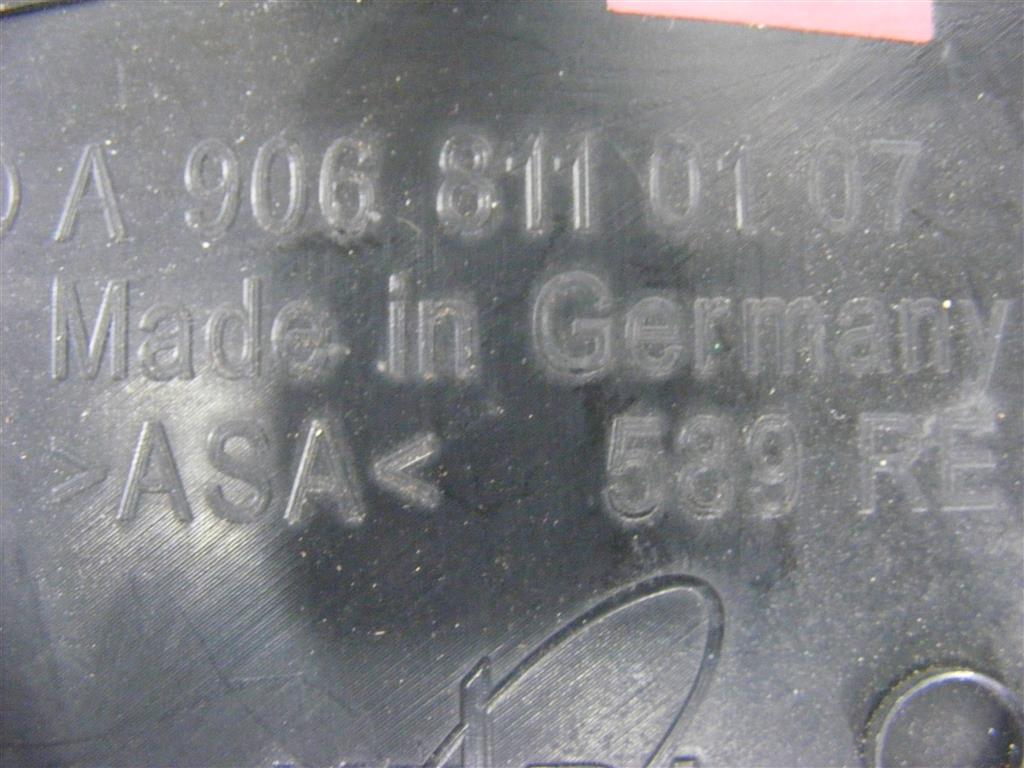 A 906 811 01 07
Made in Germany
>ASA< 589 RE